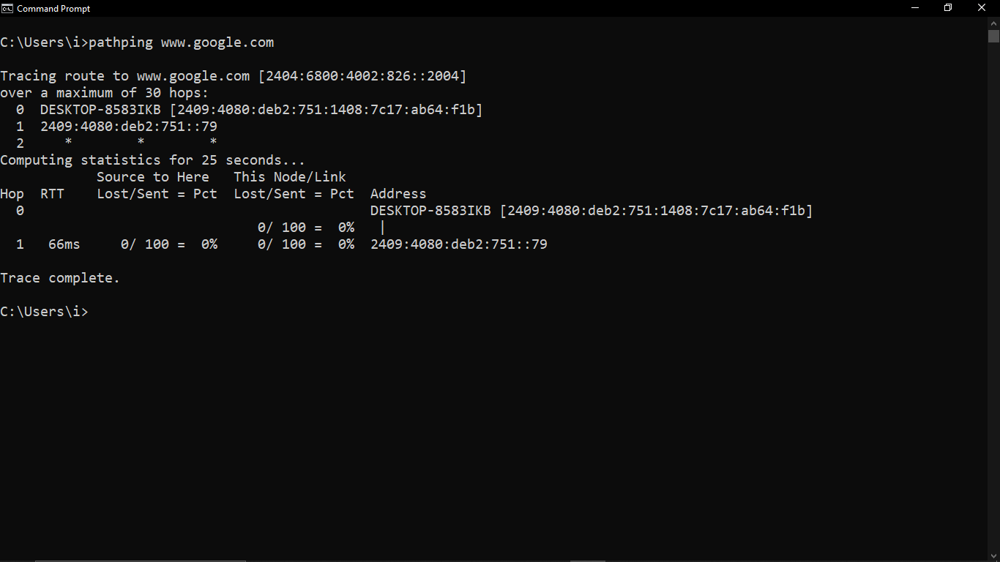 Command Prompt
C:\Users\i>pathping www.google.com
Tracing route to www.google.com [2404:6800:4002:826::2004]
over a maximum of 30 hops:
  0  DESKTOP-8583IKB [2409:4080:deb2:751:1408:7c17:ab64:f1b]
  1  2409:4080:deb2:751::79
  2     *        *        *
Computing statistics for 25 seconds...
            Source to Here   This Node/Link
Hop  RTT    Lost/Sent = Pct  Lost/Sent = Pct  Address
  0                                           DESKTOP-8583IKB [2409:4080:deb2:751:1408:7c17:ab64:f1b]
                                0/ 100 =  0%   |
  1   66ms     0/ 100 =  0%     0/ 100 =  0%  2409:4080:deb2:751::79
Trace complete.
C:\Users\i>